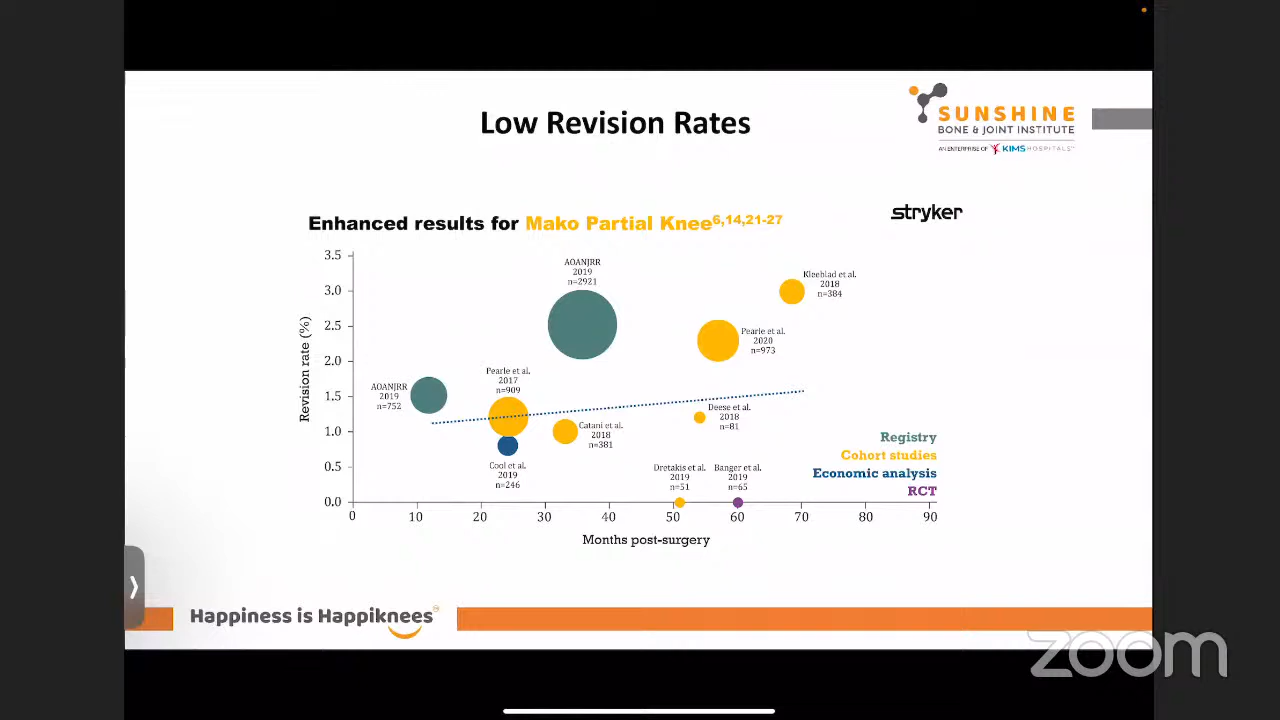 Low Revision Rates
SUNSHINE
BONE & JOINT INSTITUTE
AN ENTERPRISE OF KIMS HOSPITALS
Enhanced results for Mako Partial Knee6,14,21-27
stryker
3.5
3.0
2.5
2.0
1.5
1.0
0.5
0.0
Revision rate (%)
AOANJRR
2019
n=752
Pearle et al.
2017
n=909
Cool et al.
2019
n=246
AOANJRR
2019
n=2921
Catani et al.
2018
n=381
Dretakis et al.
2019
n=51
Banger et al.
2019
n=65
Deese et al.
2018
n=81
Pearle et al.
2020
n=973
Kleeblad et al.
2018
n=384
Registry
Cohort studies
Economic analysis
RCT
0 10 20 30 40 50 60 70 80 90
Months post-surgery
Happiness is Happiknees
zoom